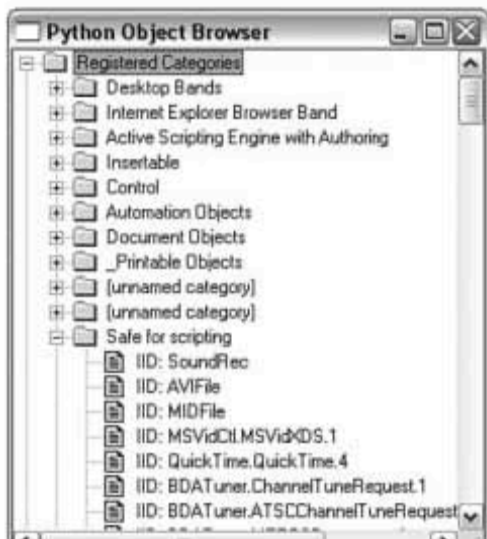 Python Object Browser
Registered Categories
Desktop Bands
Internet Explorer Browser Band
Active Scripting Engine with Authoring
Insertable
Control
Automation Objects
Document Objects
_Printable Objects
(unnamed category)
(unnamed category)
Safe for scripting
IID: SoundRec
IID: AVIFile
IID: MIDFile
IID: MSVidCtl.MSVidXDS.1
IID: QuickTime.QuickTime.4
IID: BDATuner.ChannelTuneRequest.1
IID: BDATuner.ATSCChannelTuneRequest